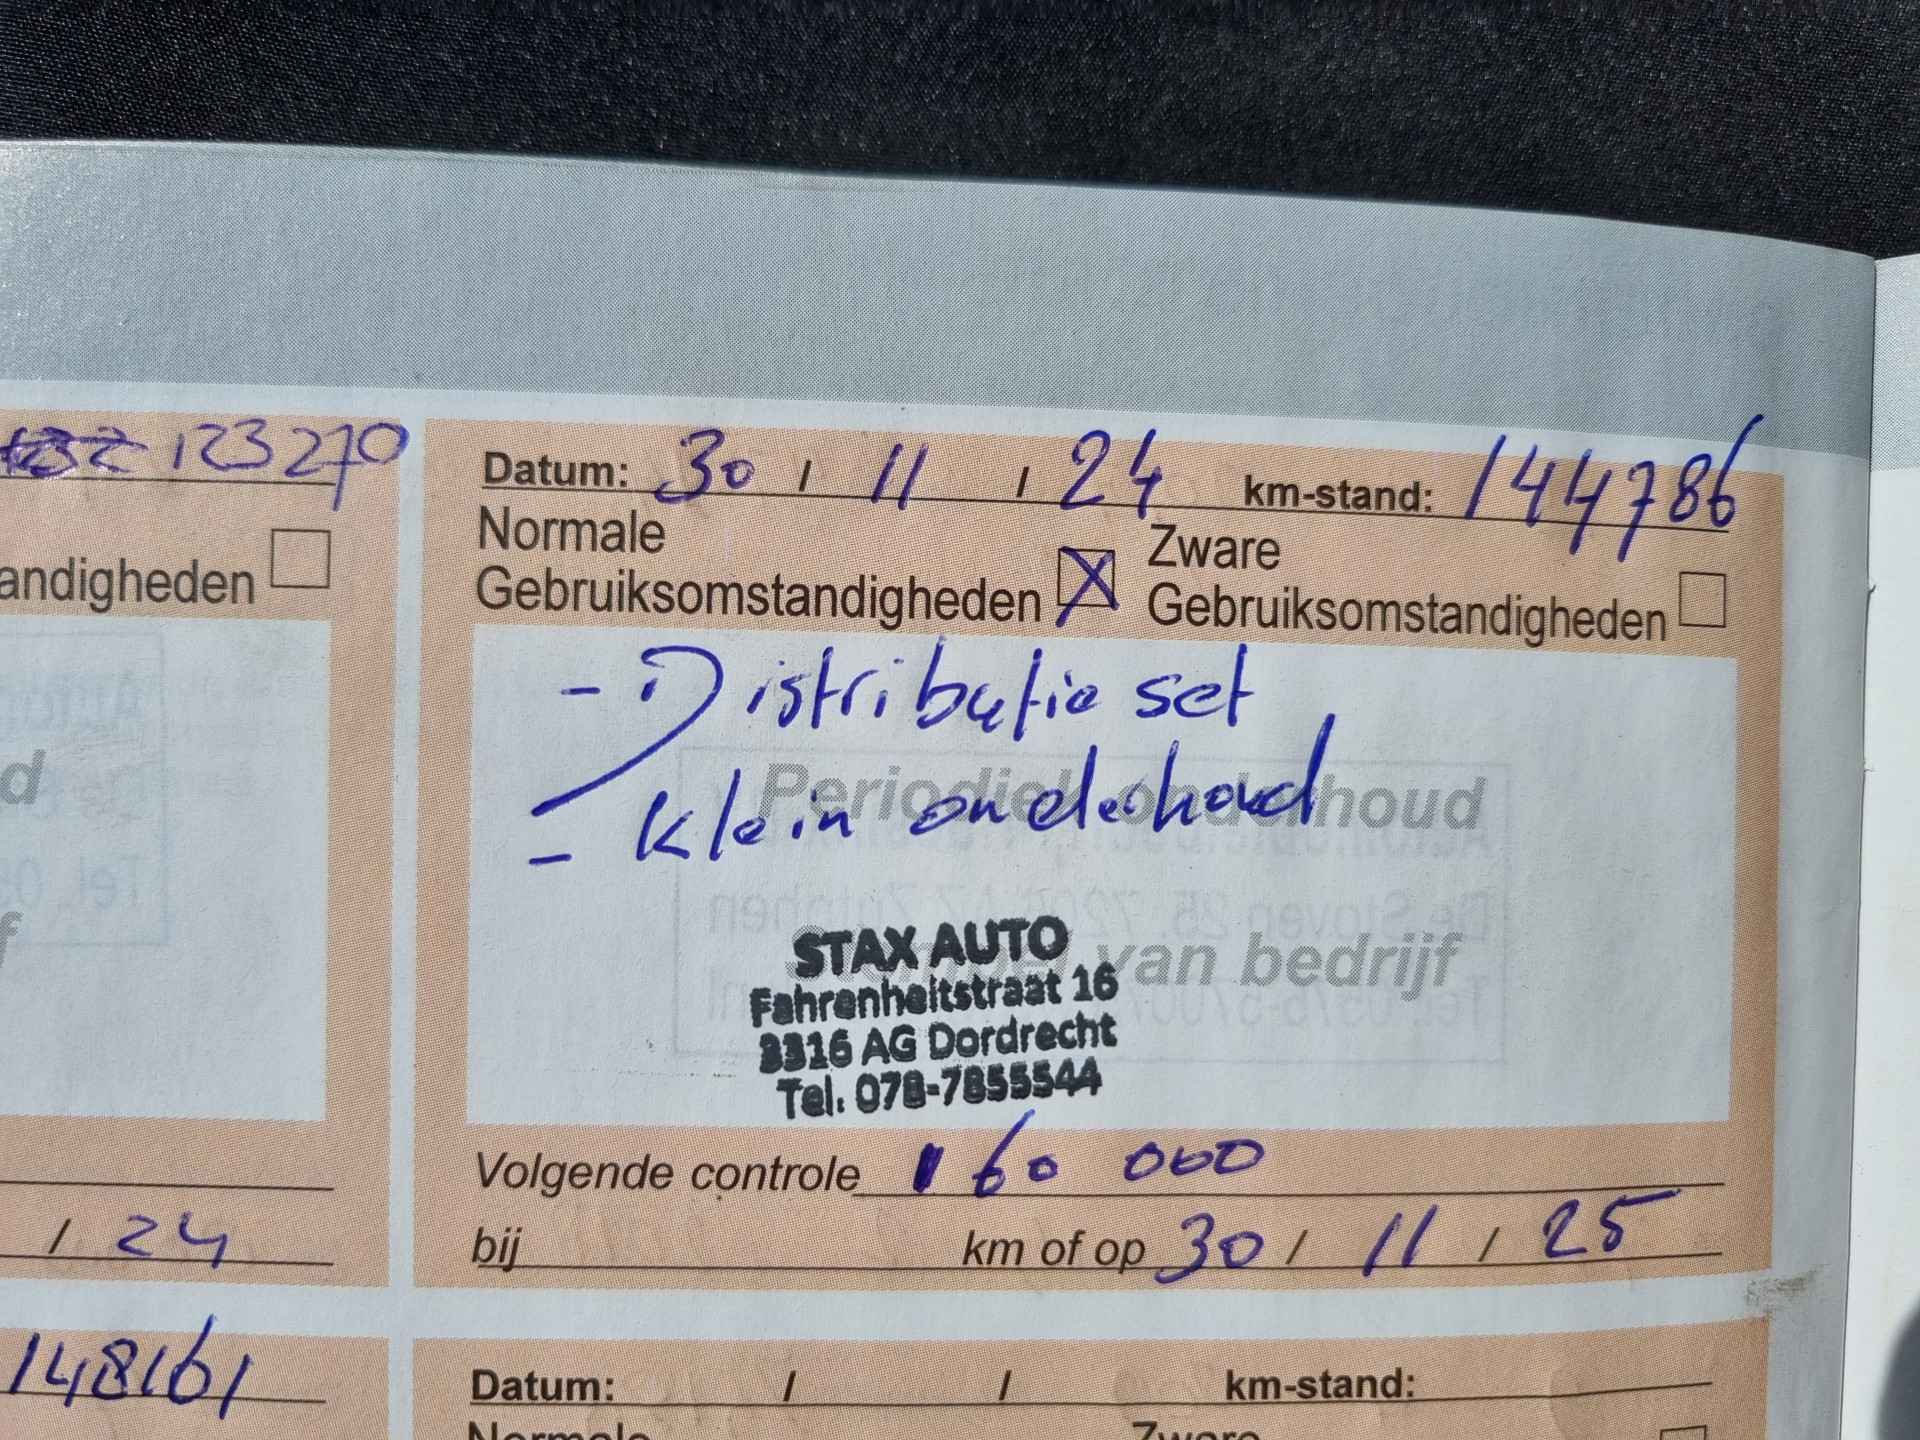 123270
andigheden
d
f
/ 24
148161
Datum: 30 / 11 / 24 km-stand: 144786
Normale
Gebruiksomstandigheden
Zware
Gebruiksomstandigheden
- Distributie set
- Klein onderhoud
Periodiek onderhoud
van bedrijf
STAX AUTO
Fahrenheitstraat 16
3316 AG Dordrecht
Tel. 078-7855544
Volgende controle 160 000
bij km of op 30 / 11 / 25
Datum: / / km-stand:
Normale
Zware